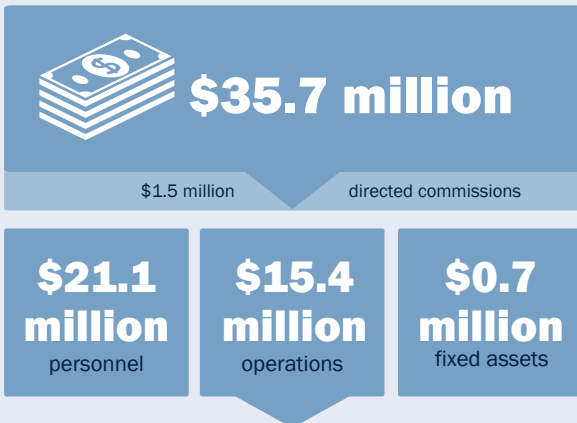 $35.7 million
$1.5 million directed commissions
$21.1
million
personnel
$15.4
million
operations
$0.7
million
fixed assets